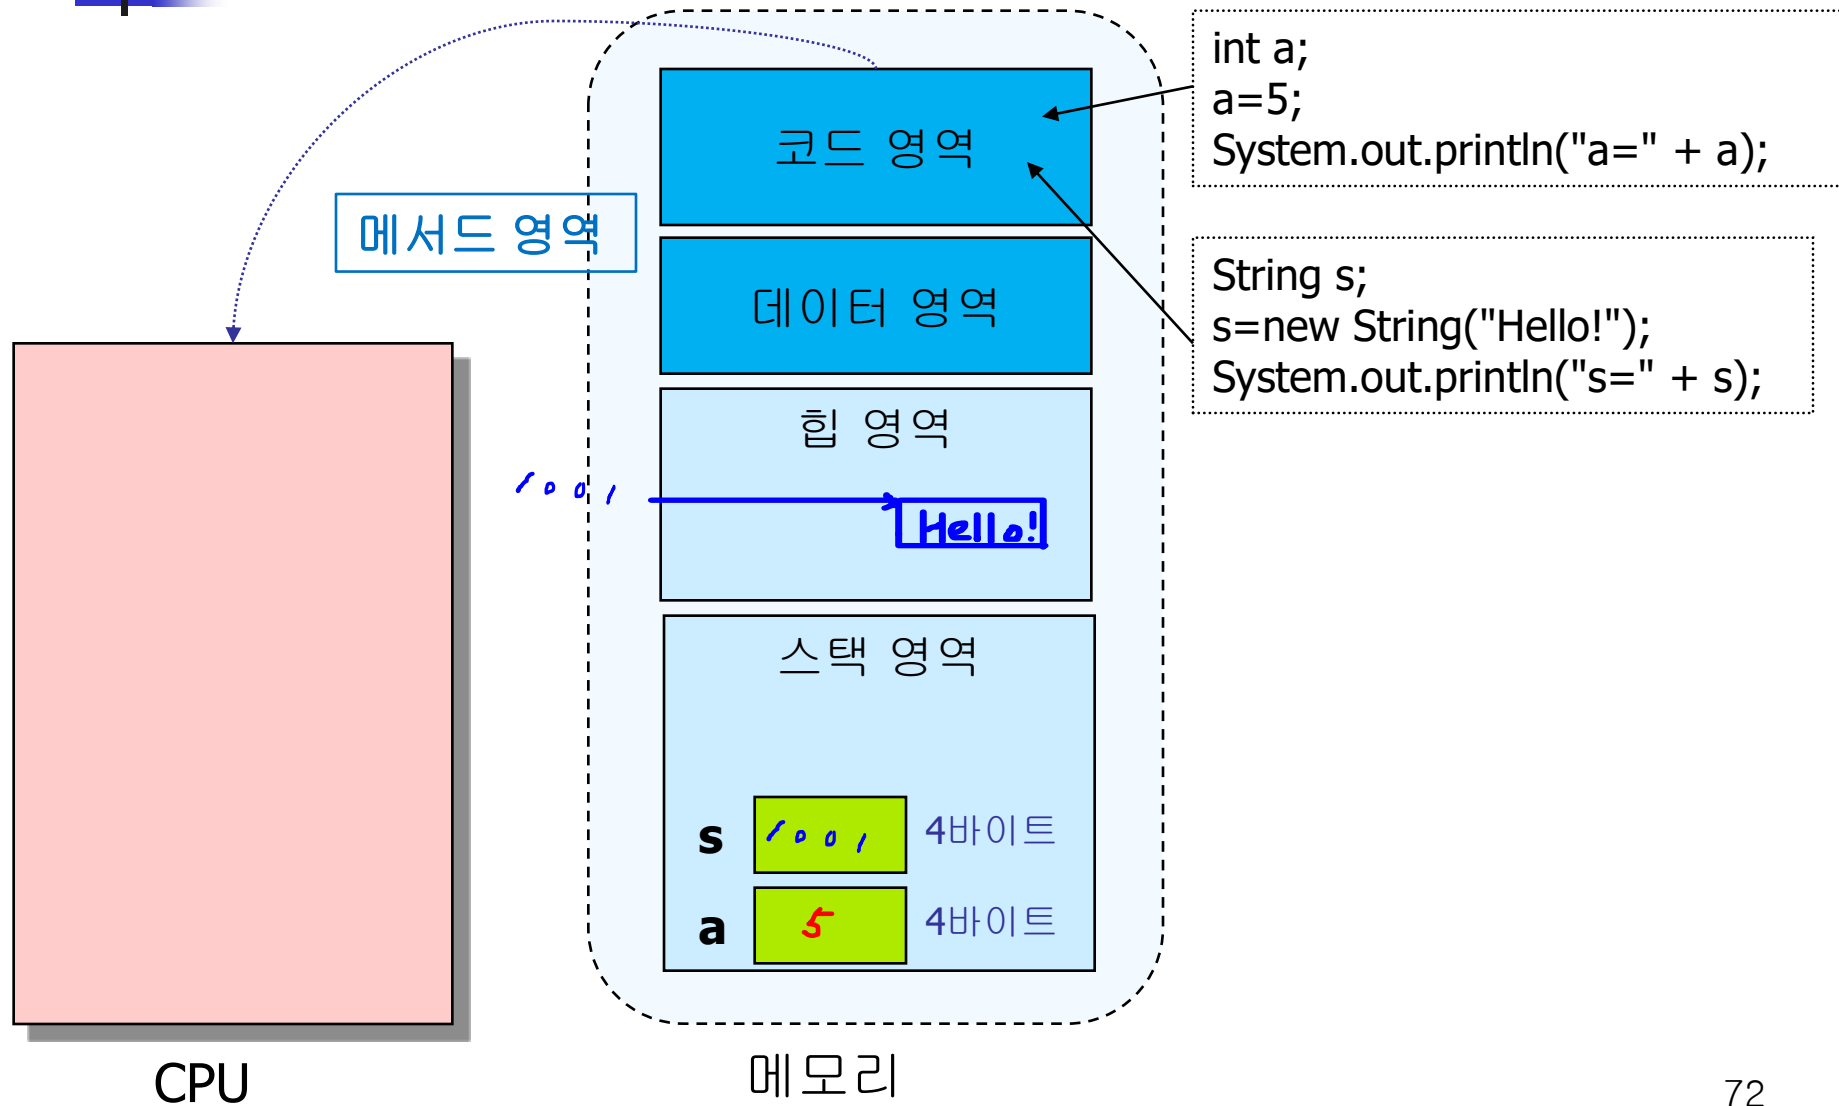 int a;
a=5;
System.out.println("a=" + a);
코드 영역
메서드 영역
데이터 영역
String s;
s=new String("Hello!");
System.out.println("s=" + s);
힙 영역
1001
Hello!
스택 영역
s 1001 4바이트
a 5 4바이트
CPU
메모리
72